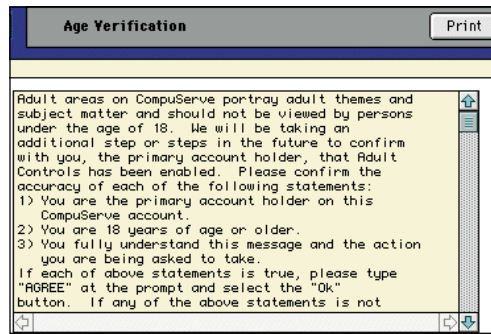 Age Verification
Print
Adult areas on CompuServe portray adult themes and
subject matter and should not be viewed by persons
under the age of 18.  We will be taking an
additional step or steps in the future to confirm
with you, the primary account holder, that Adult
Controls has been enabled.  Please confirm the
accuracy of each of the following statements:
1) You are the primary account holder on this
CompuServe account.
2) You are 18 years of age or older.
3) You fully understand this message and the action
you are being asked to take.
If each of above statements is true, please type
"AGREE" at the prompt and select the "Ok"
button.  If any of the above statements is not